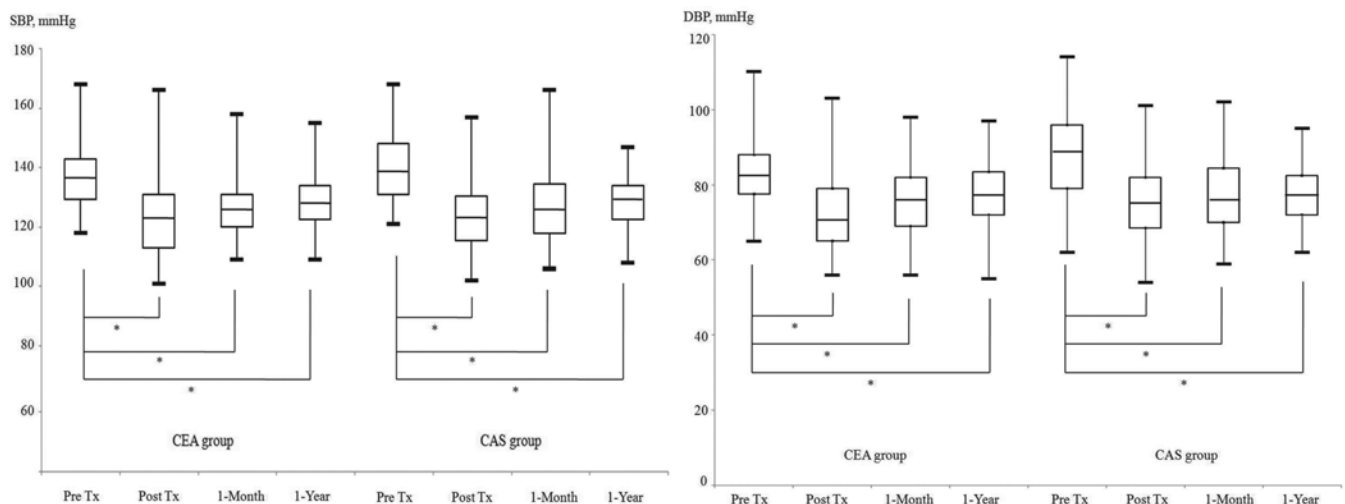 SBP, mmHg
180
160
140
120
100
80
60
*
*
*
*
*
*
CEA group
CAS group
Pre Tx
Post Tx
1-Month
1-Year
Pre Tx
Post Tx
1-Month
1-Year
DBP, mmHg
120
100
80
60
40
20
0
*
*
*
*
*
*
CEA group
CAS group
Pre Tx
Post Tx
1-Month
1-Year
Pre Tx
Post Tx
1-Month
1-Year